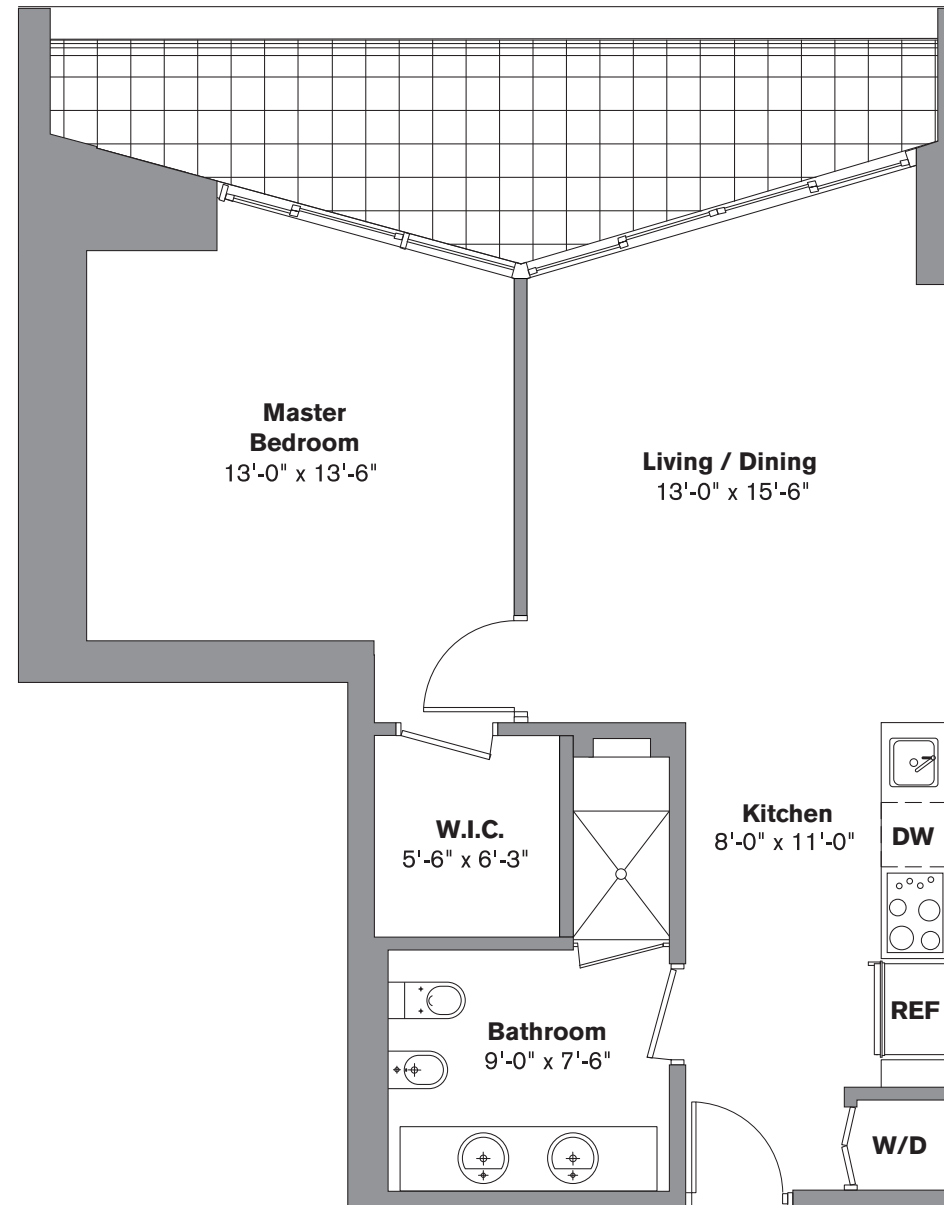 Master
Bedroom
13'-0" x 13'-6"
Living / Dining
13'-0" x 15'-6"
W.I.C.
5'-6" x 6'-3"
Kitchen
8'-0" x 11'-0"
DW
REF
Bathroom
9'-0" x 7'-6"
W/D